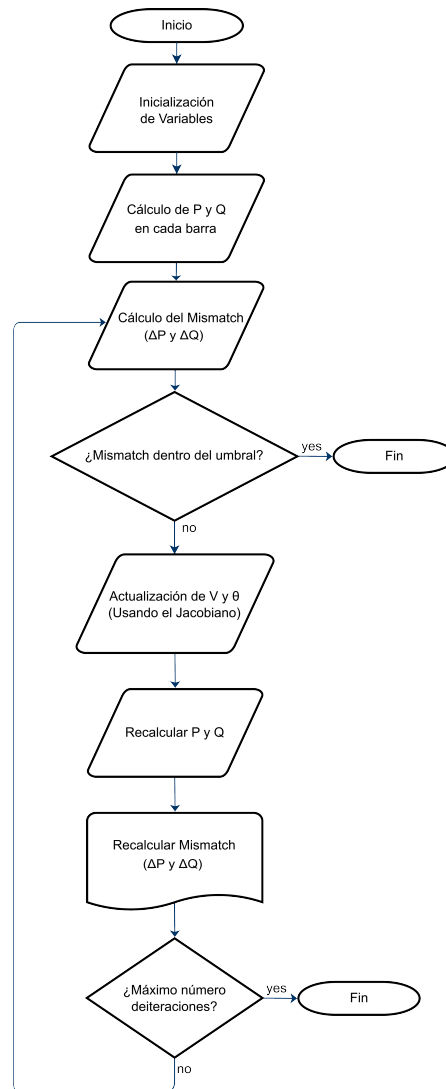 Inicio
Inicialización
de Variables
Cálculo de P y Q
en cada barra
Cálculo del Mismatch
(ΔP y ΔQ)
¿Mismatch dentro del umbral?
yes
Fin
no
Actualización de V y θ
(Usando el Jacobiano)
Recalcular P y Q
Recalcular Mismatch
(ΔP y ΔQ)
¿Máximo número
deiteraciones?
yes
Fin
no